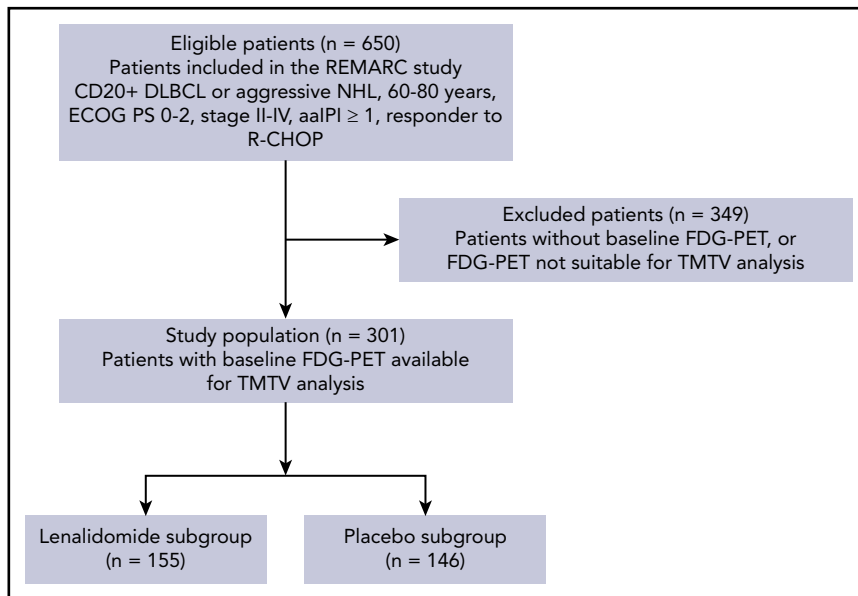 Eligible patients (n = 650)
Patients included in the REMARC study
CD20+ DLBCL or aggressive NHL, 60-80 years,
ECOG PS 0-2, stage II-IV, aaIPI ≥ 1, responder to
R-CHOP
Excluded patients (n = 349)
Patients without baseline FDG-PET, or
FDG-PET not suitable for TMTV analysis
Study population (n = 301)
Patients with baseline FDG-PET available
for TMTV analysis
Lenalidomide subgroup
(n = 155)
Placebo subgroup
(n = 146)